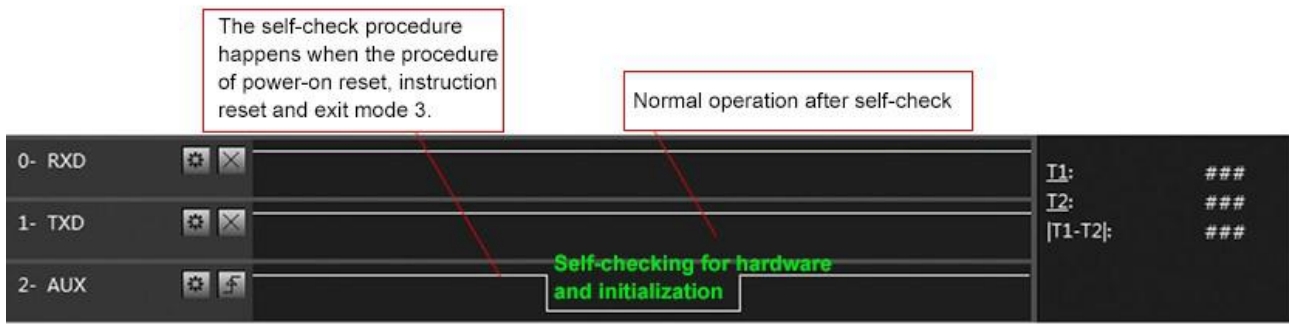 The self-check procedure
happens when the procedure
of power-on reset, instruction
reset and exit mode 3.
Normal operation after self-check
0- RXD
T1: ###
T2: ###
1- TXD
|T1-T2|: ###
Self-checking for hardware
and initialization
2- AUX